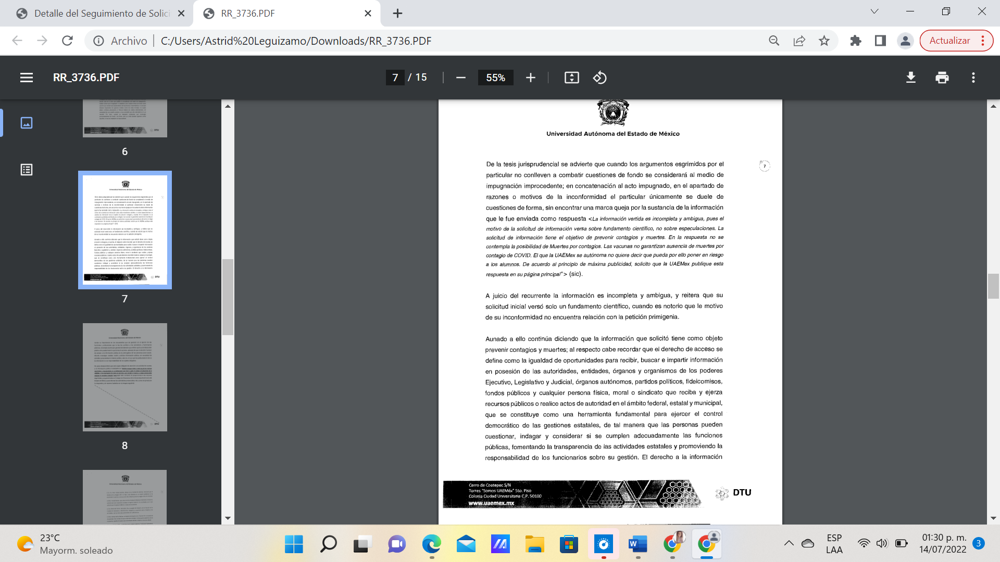 Detalle del Seguimiento de Solici
RR_3736.PDF
Archivo
C:/Users/Astrid%20Leguizamo/Downloads/RR_3736.PDF
Actualizar
RR_3736.PDF
7 / 15
55%
6
7
8
Universidad Autónoma del Estado de México
7
De la tesis jurisprudencial se advierte que cuando los argumentos esgrimidos por el
particular no conlleven a combatir cuestiones de fondo se considerará al medio de
impugnación improcedente; en concatenación al acto impugnado, en el apartado de
razones o motivos de la inconformidad el particular únicamente se duele de
cuestiones de forma, sin encontrar una marca queja por la sustancia de la información
que le fue enviada como respuesta <La información vertida es incompleta y ambigua, pues el
motivo de la solicitud de información versa sobre fundamento científico, no sobre especulaciones. La
solicitud de información tiene el objetivo de prevenir contagios y muertes. En la respuesta no se
contempla la posibilidad de Muertes por contagios. Las vacunas no garantizan ausencia de muertes por
contagio de COVID. El que la UAEMex se autónoma no quiere decir que pueda por ello poner en riesgo
a los alumnos. De acuerdo al principio de máxima publicidad, solicito que la UAEMex publique esta
respuesta en su página principal"> (sic).
A juicio del recurrente la información es incompleta y ambigua, y reitera que su
solicitud inicial versó solo un fundamento científico, cuando es notorio que le motivo
de su inconformidad no encuentra relación con la petición primigenia.
Aunado a ello continúa diciendo que la información que solicitó tiene como objeto
prevenir contagios y muertes; al respecto cabe recordar que el derecho de acceso se
define como la igualdad de oportunidades para recibir, buscar e impartir información
en posesión de las autoridades, entidades, órganos y organismos de los poderes
Ejecutivo, Legislativo y Judicial, órganos autónomos, partidos políticos, fideicomisos,
fondos públicos y cualquier persona física, moral o sindicato que reciba y ejerza
recursos públicos o realice actos de autoridad en el ámbito federal, estatal y municipal,
que se constituye como una herramienta fundamental para ejercer el control
democrático de las gestiones estatales, de tal manera que las personas pueden
cuestionar, indagar y considerar si se cumplen adecuadamente las funciones
públicas, fomentando la transparencia de las actividades estatales y promoviendo la
responsabilidad de los funcionarios sobre su gestión. El derecho a la información
Cerro de Coatepec S/N
Torres "Somos UAEMéx" 5to. Piso
Colonia Ciudad Universitaria C.P. 50100
www.uaemex.mx
DTU
23°C
Mayorm. soleado
ESP
LAA
01:30 p. m.
14/07/2022
3